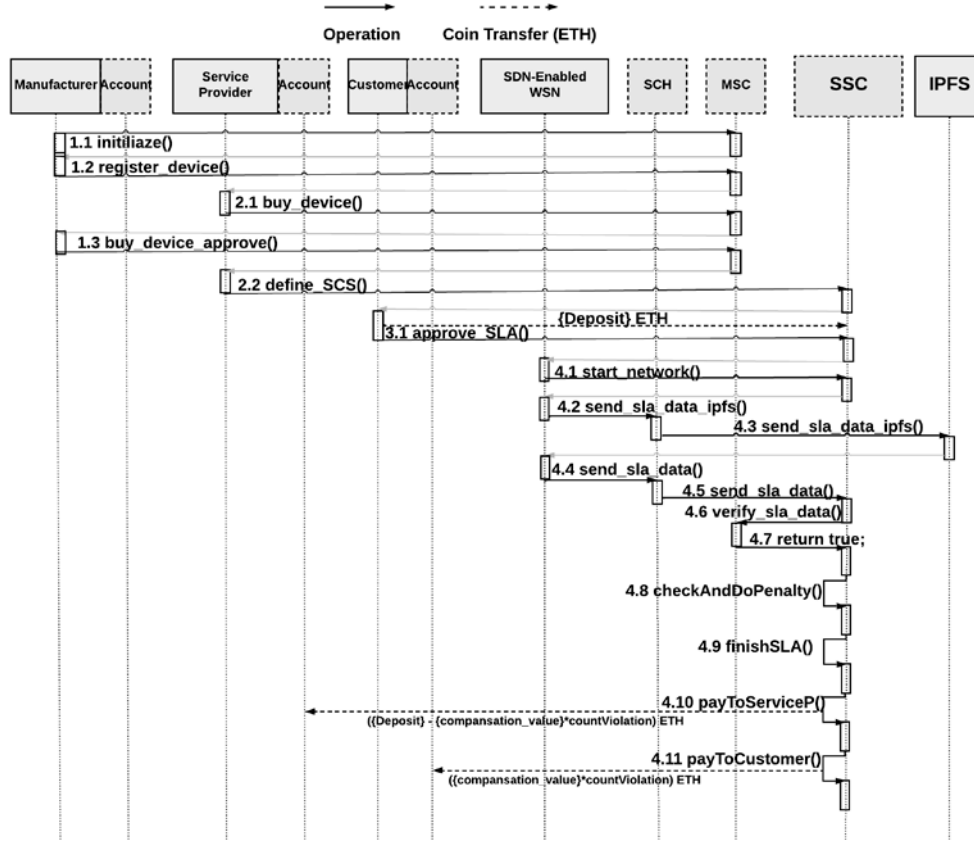 Operation
Coin Transfer (ETH)
Manufacturer
Account
Service
Provider
Account
Customer
Account
SDN-Enabled
WSN
SCH
MSC
SSC
IPFS
1.1 initiliaze()
1.2 register_device()
2.1 buy_device()
1.3 buy_device_approve()
2.2 define_SCS()
{Deposit} ETH
3.1 approve_SLA()
4.1 start_network()
4.2 send_sla_data_ipfs()
4.3 send_sla_data_ipfs()
4.4 send_sla_data()
4.5 send_sla_data()
4.6 verify_sla_data()
4.7 return true;
4.8 checkAndDoPenalty()
4.9 finishSLA()
4.10 payToServiceP()
({Deposit} - {compansation_value}*countViolation) ETH
4.11 payToCustomer()
({compansation_value}*countViolation) ETH